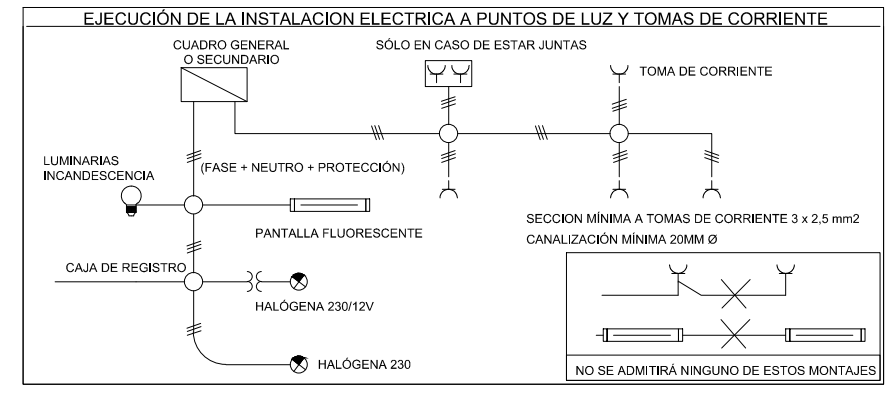 EJECUCIÓN DE LA INSTALACION ELECTRICA A PUNTOS DE LUZ Y TOMAS DE CORRIENTE
CUADRO GENERAL
O SECUNDARIO
SÓLO EN CASO DE ESTAR JUNTAS
TOMA DE CORRIENTE
LUMINARIAS
INCANDESCENCIA
(FASE + NEUTRO + PROTECCIÓN)
PANTALLA FLUORESCENTE
SECCION MÍNIMA A TOMAS DE CORRIENTE 3 x 2,5 mm2
CANALIZACIÓN MÍNIMA 20MM Ø
CAJA DE REGISTRO
HALÓGENA 230/12V
HALÓGENA 230
NO SE ADMITIRÁ NINGUNO DE ESTOS MONTAJES